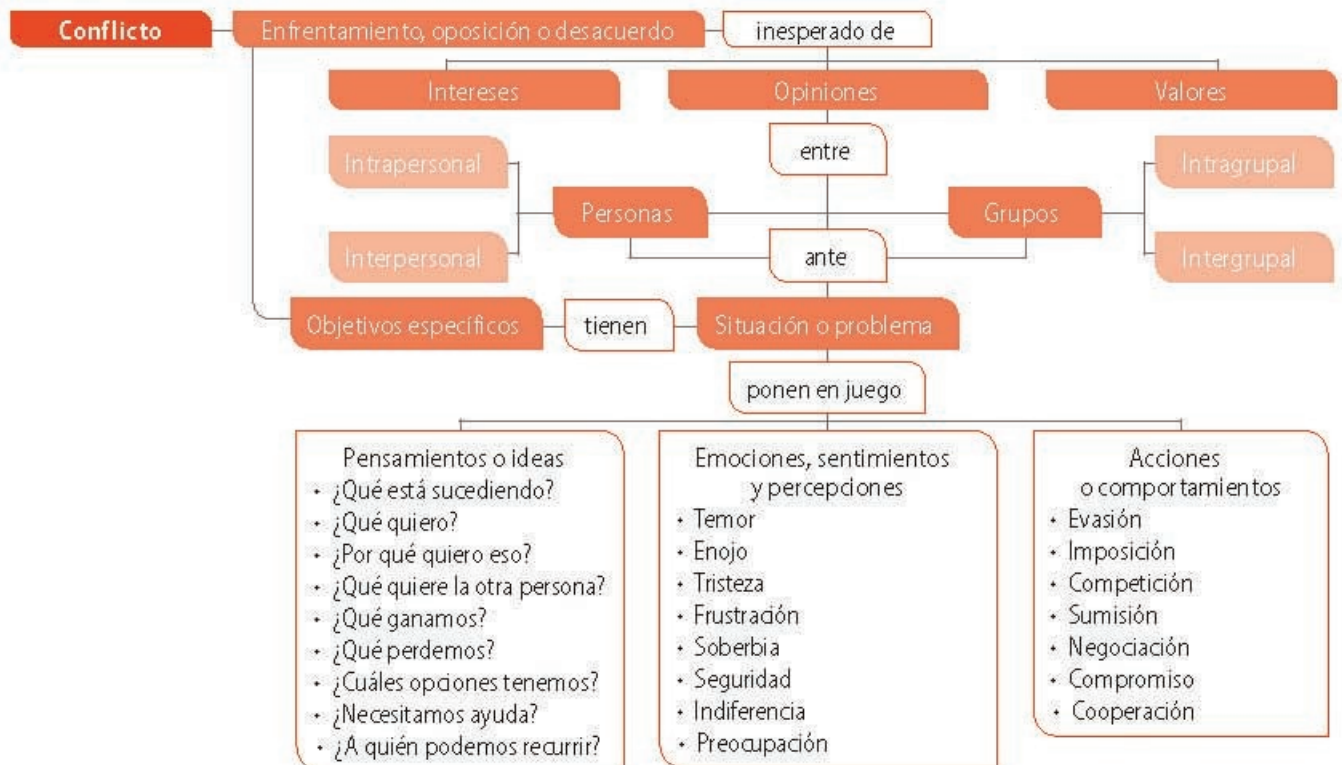 Conflicto
Enfrentamiento, oposición o desacuerdo
inesperado de
Intereses
Opiniones
Valores
entre
Intrapersonal
Intragrupal
Personas
Grupos
Interpersonal
ante
Intergrupal
Objetivos específicos
tienen
Situación o problema
ponen en juego
Pensamientos o ideas
• ¿Qué está sucediendo?
• ¿Qué quiero?
• ¿Por qué quiero eso?
• ¿Qué quiere la otra persona?
• ¿Qué ganamos?
• ¿Qué perdemos?
• ¿Cuáles opciones tenemos?
• ¿Necesitamos ayuda?
• ¿A quién podemos recurrir?
Emociones, sentimientos
y percepciones
• Temor
• Enojo
• Tristeza
• Frustración
• Soberbia
• Seguridad
• Indiferencia
• Preocupación
Acciones
o comportamientos
• Evasión
• Imposición
• Competición
• Sumisión
• Negociación
• Compromiso
• Cooperación